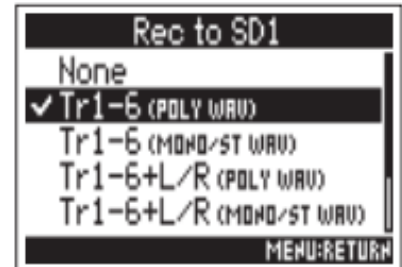 Rec to SD1
None
✓Tr1-6 (POLY WAV)
Tr1-6 (MONO/ST WAV)
Tr1-6+L/R (POLY WAV)
Tr1-6+L/R (MONO/ST WAV)
MENU:RETURN